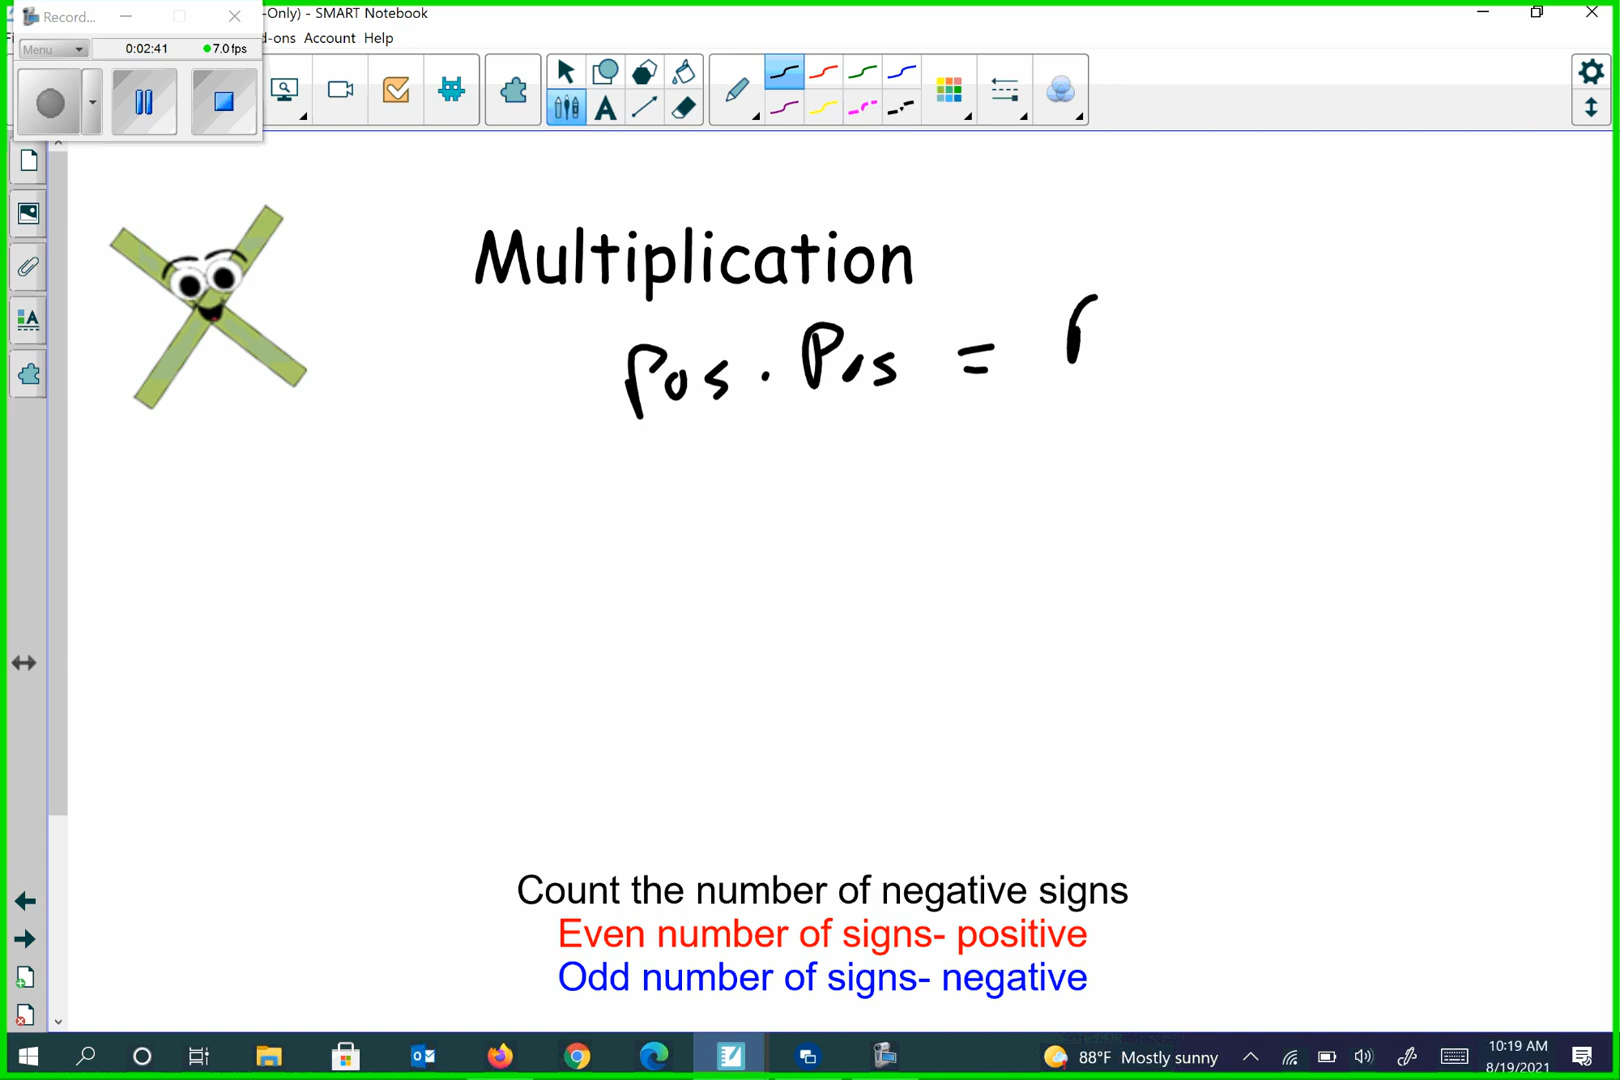 Record...
-Only) - SMART Notebook
Menu
0:02:41
7.0 fps
d-ons Account Help
Multiplication
Pos . Pos =
Count the number of negative signs
Even number of signs- positive
Odd number of signs- negative
88°F Mostly sunny
10:19 AM
8/19/2021